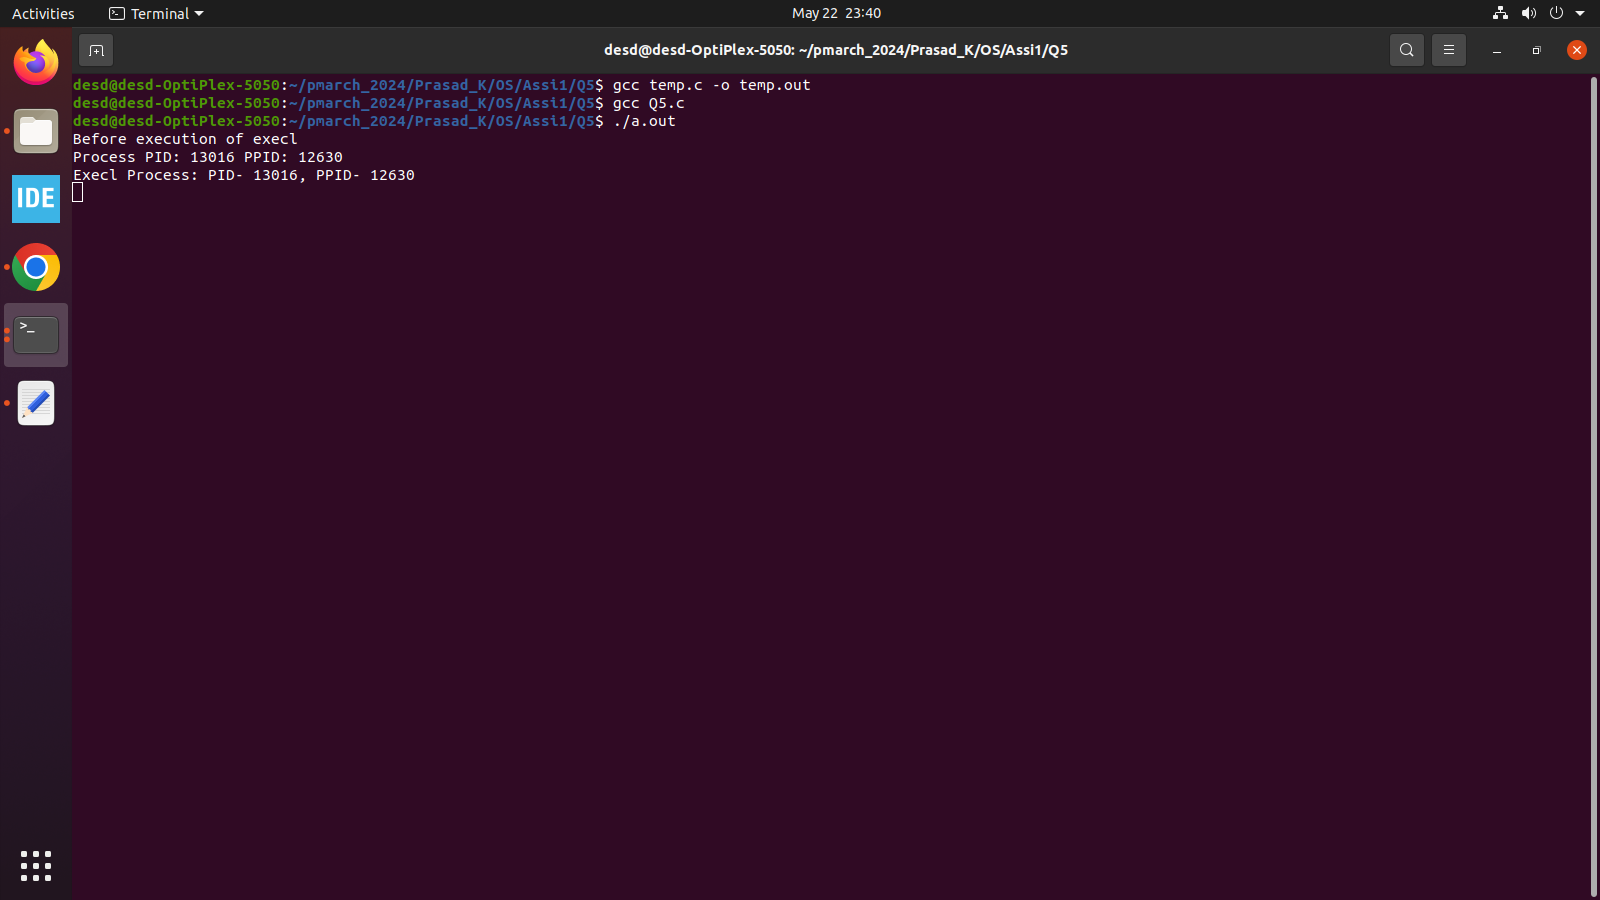 Activities
Terminal
May 22 23:40
desd@desd-OptiPlex-5050: ~/pmarch_2024/Prasad_K/OS/Assi1/Q5
desd@desd-OptiPlex-5050:~/pmarch_2024/Prasad_K/OS/Assi1/Q5$ gcc temp.c -o temp.out
desd@desd-OptiPlex-5050:~/pmarch_2024/Prasad_K/OS/Assi1/Q5$ gcc Q5.c
desd@desd-OptiPlex-5050:~/pmarch_2024/Prasad_K/OS/Assi1/Q5$ ./a.out
Before execution of execl
Process PID: 13016 PPID: 12630
Execl Process: PID- 13016, PPID- 12630
IDE
>_